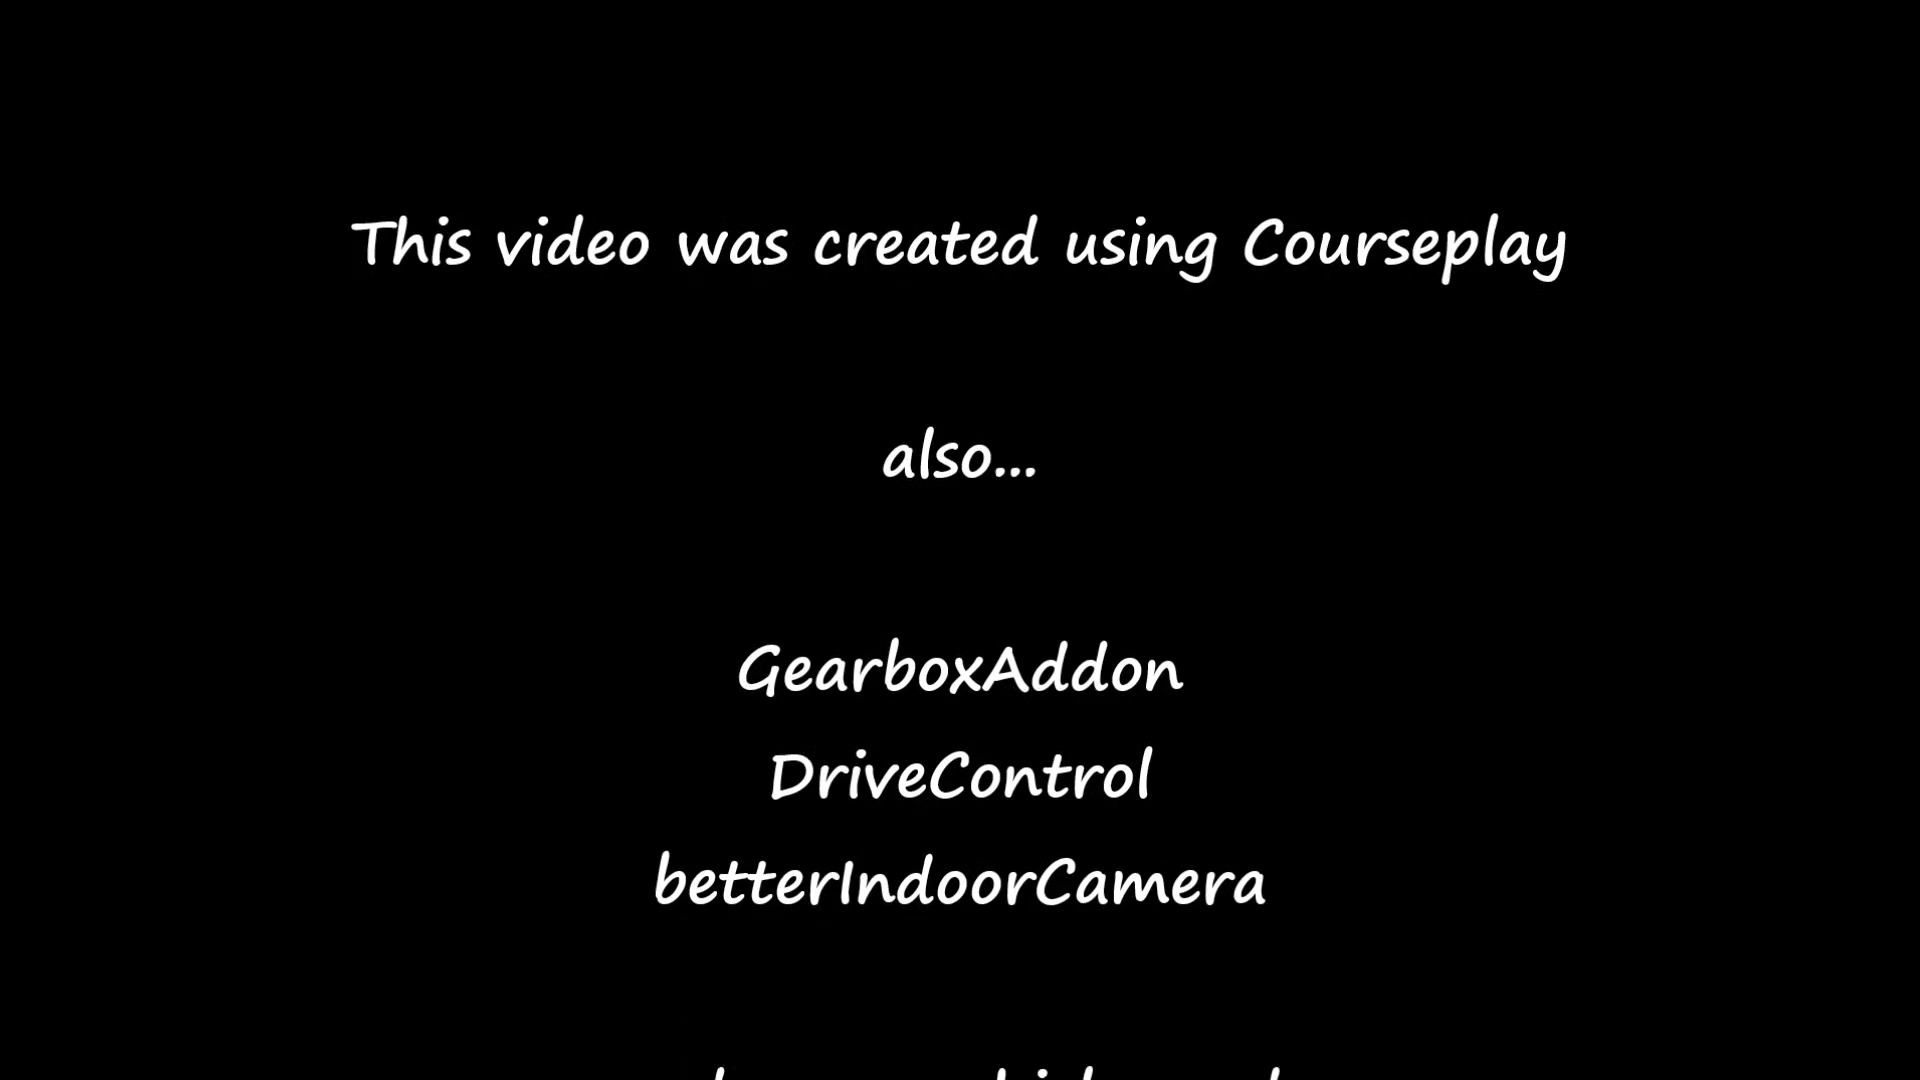 This video was created using Courseplay
also...
GearboxAddon
DriveControl
betterIndoorCamera